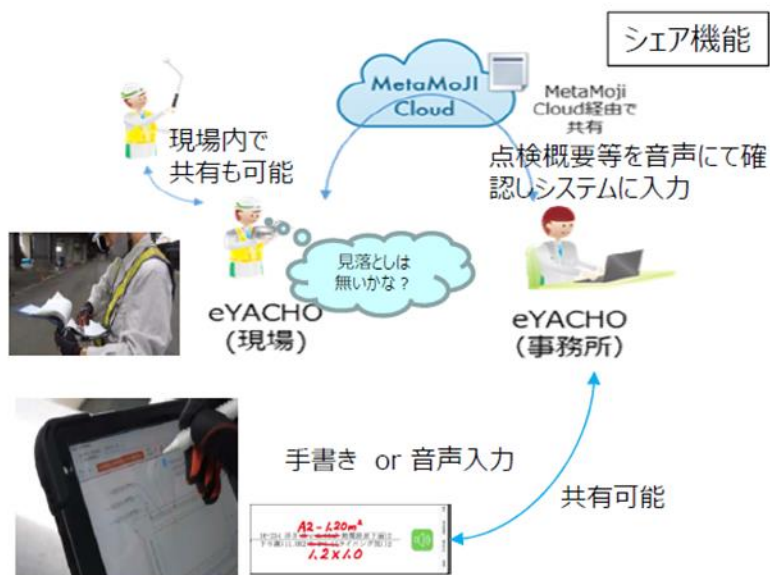 シェア機能
MetaMoJI
Cloud
MetaMoji
Cloud経由で
共有
現場内で
共有も可能
点検概要等を音声にて確
認しシステムに入力
見落としは
無いかな？
eYACHO
(現場)
eYACHO
(事務所)
手書き or 音声入力
共有可能
A2-1.20m²
1.2×1.0